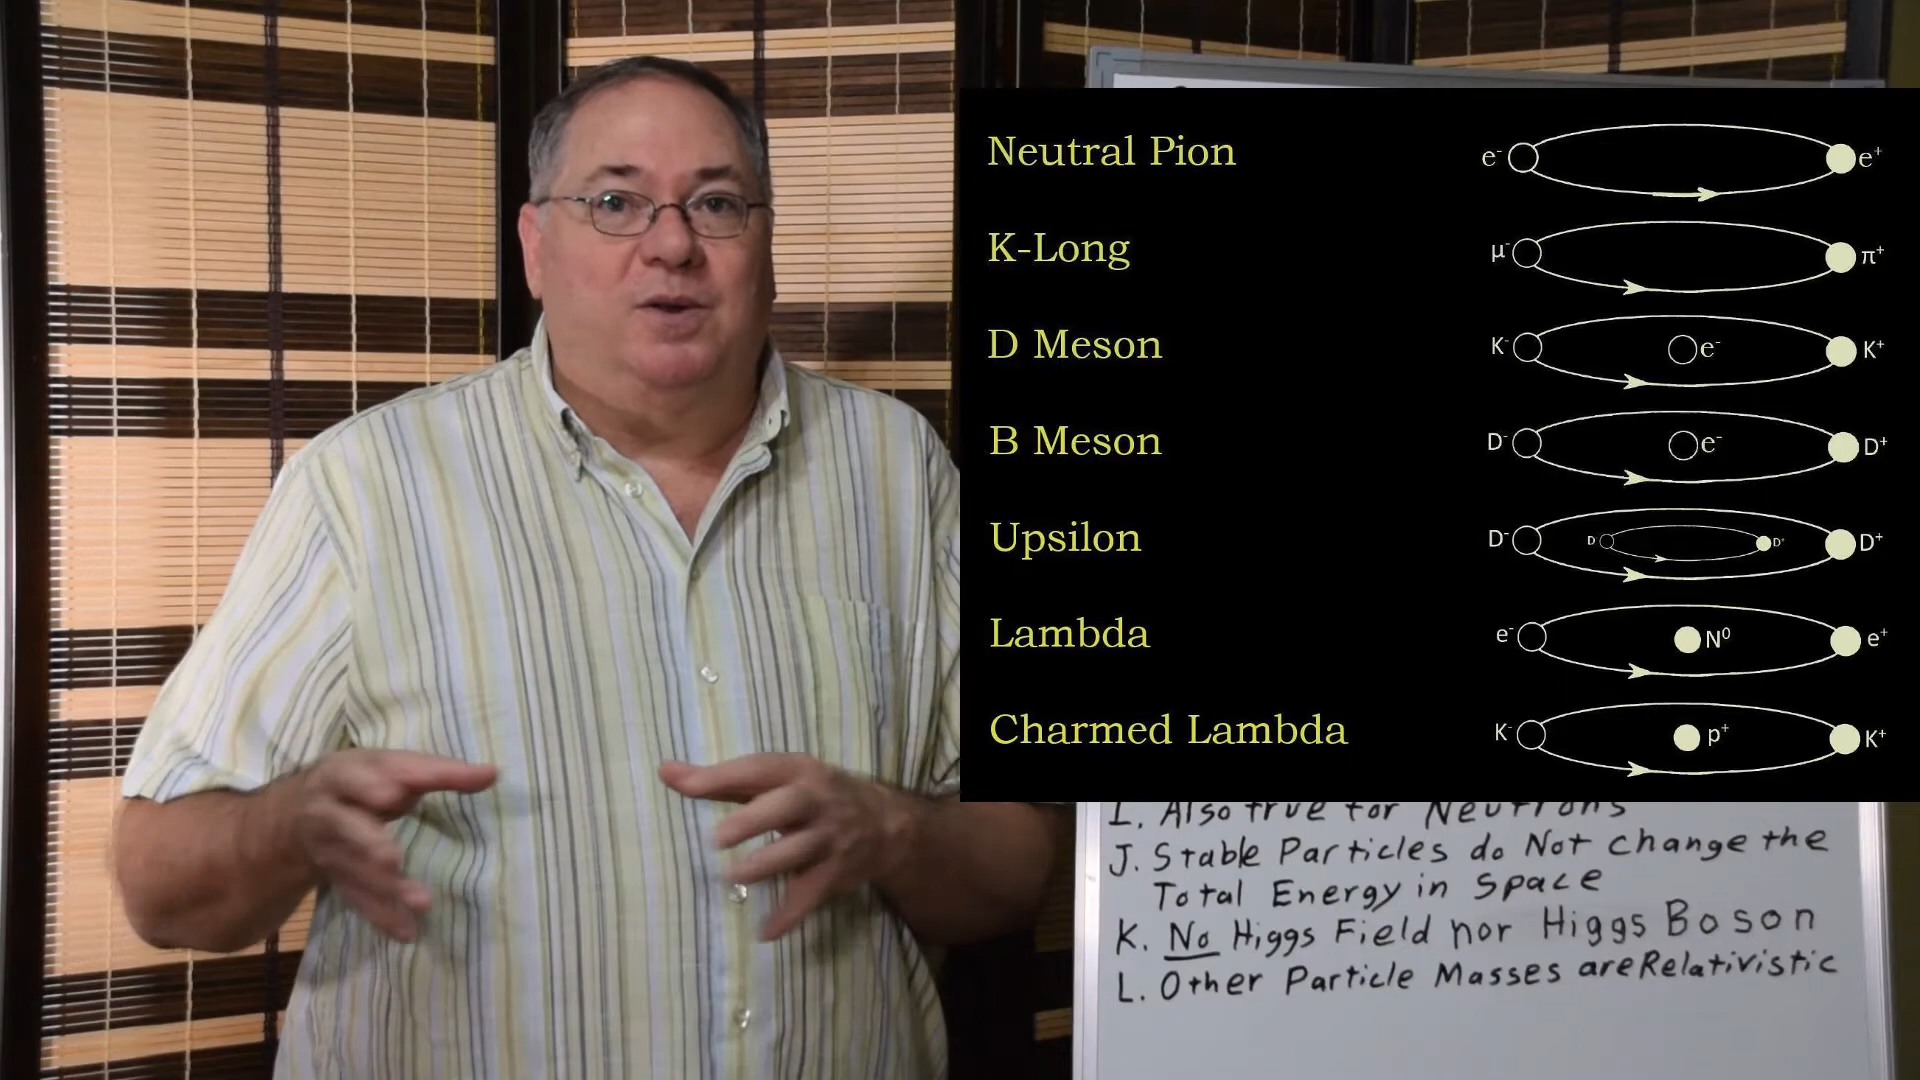 Neutral Pion
e⁻ e⁺
K-Long
μ⁻ π⁺
D Meson
K⁻ e⁻ K⁺
B Meson
D⁻ e⁻ D⁺
Upsilon
D⁻ D⁻ D⁺ D⁺
Lambda
e⁻ N⁰ e⁺
Charmed Lambda
K⁻ p⁺ K⁺
I. Also true for Neutrons
J. Stable Particles do Not change the
Total Energy in Space
K. No Higgs Field nor Higgs Boson
L. Other Particle Masses are Relativistic